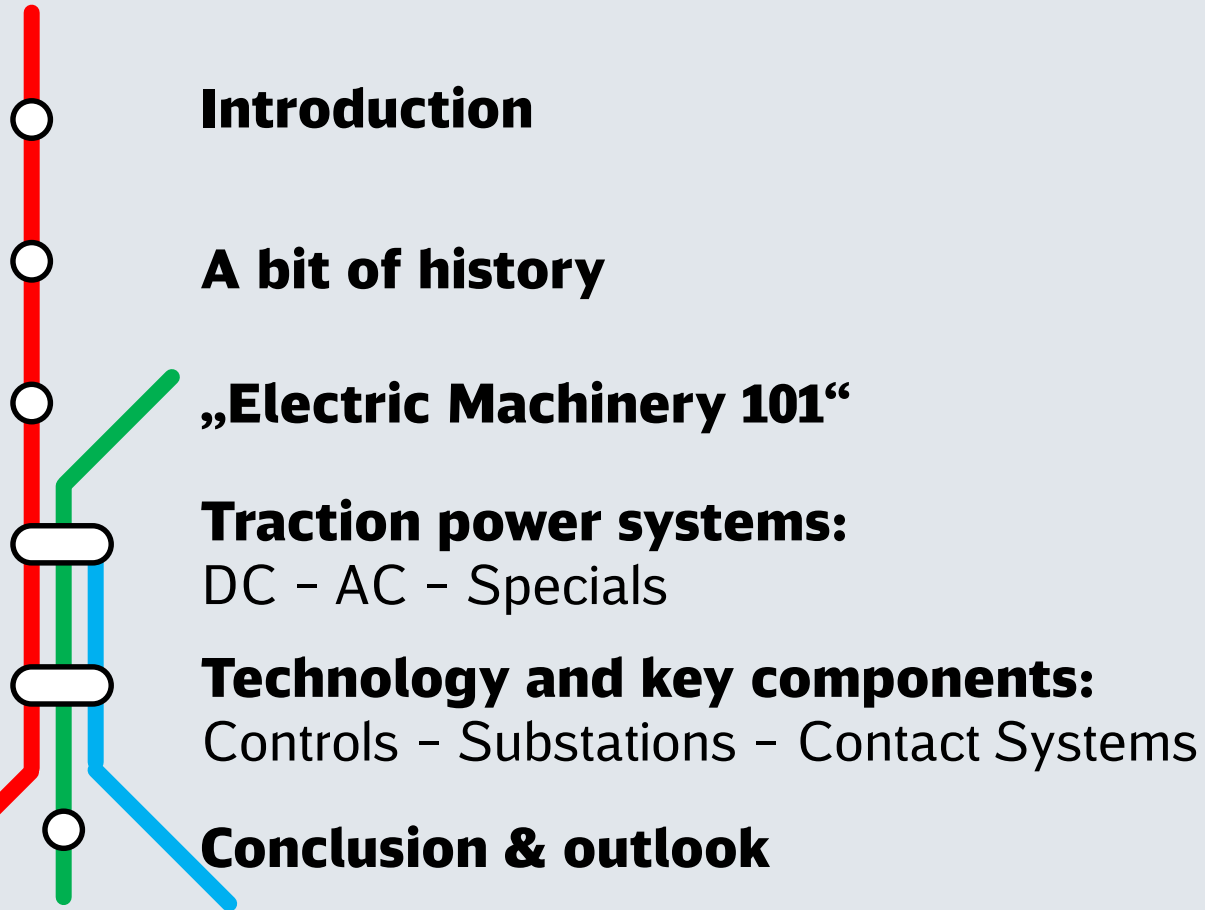 Introduction
A bit of history
„Electric Machinery 101“
Traction power systems:
DC – AC – Specials
Technology and key components:
Controls – Substations – Contact Systems
Conclusion & outlook